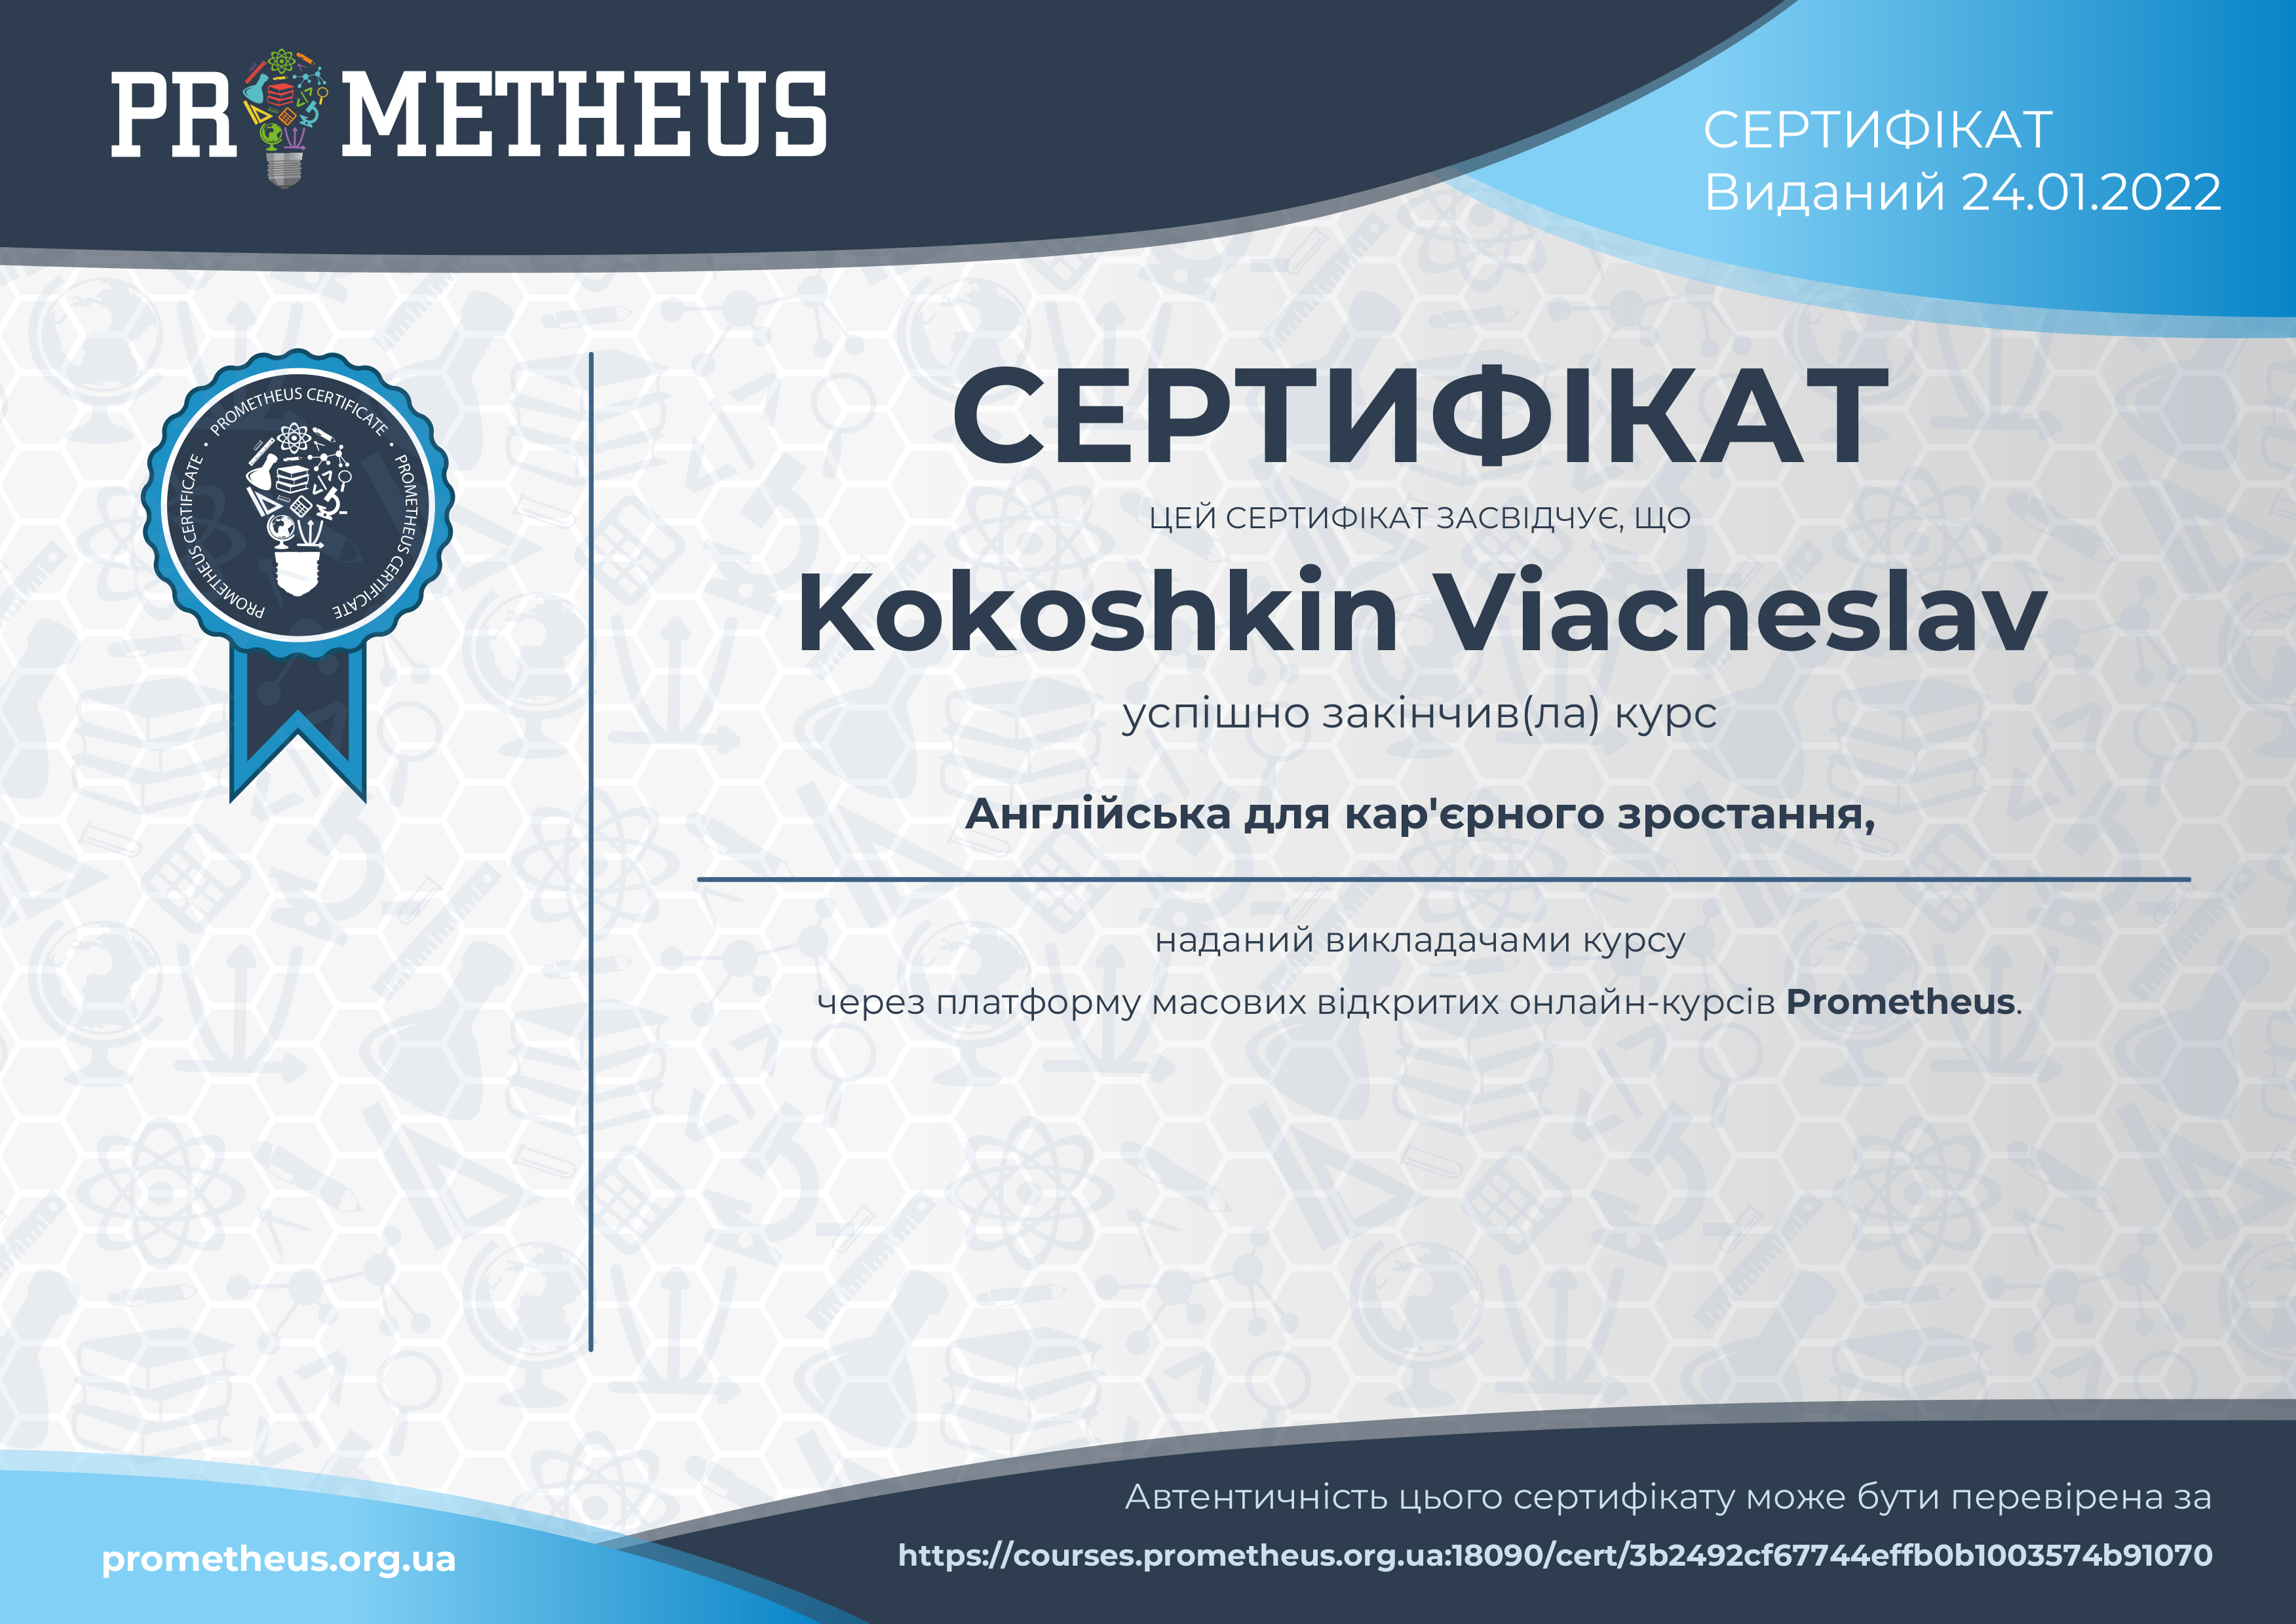 PROMETHEUS
СЕРТИФІКАТ
Виданий 24.01.2022
PROMETHEUS CERTIFICATE • PROMETHEUS CERTIFICATE • PROMETHEUS CERTIFICATE
СЕРТИФІКАТ
ЦЕЙ СЕРТИФІКАТ ЗАСВІДЧУЄ, ЩО
Kokoshkin Viacheslav
успішно закінчив(ла) курс
Англійська для кар'єрного зростання,
наданий викладачами курсу
через платформу масових відкритих онлайн-курсів Prometheus.
Автентичність цього сертифікату може бути перевірена за
https://courses.prometheus.org.ua:18090/cert/3b2492cf67744effb0b1003574b91070
prometheus.org.ua